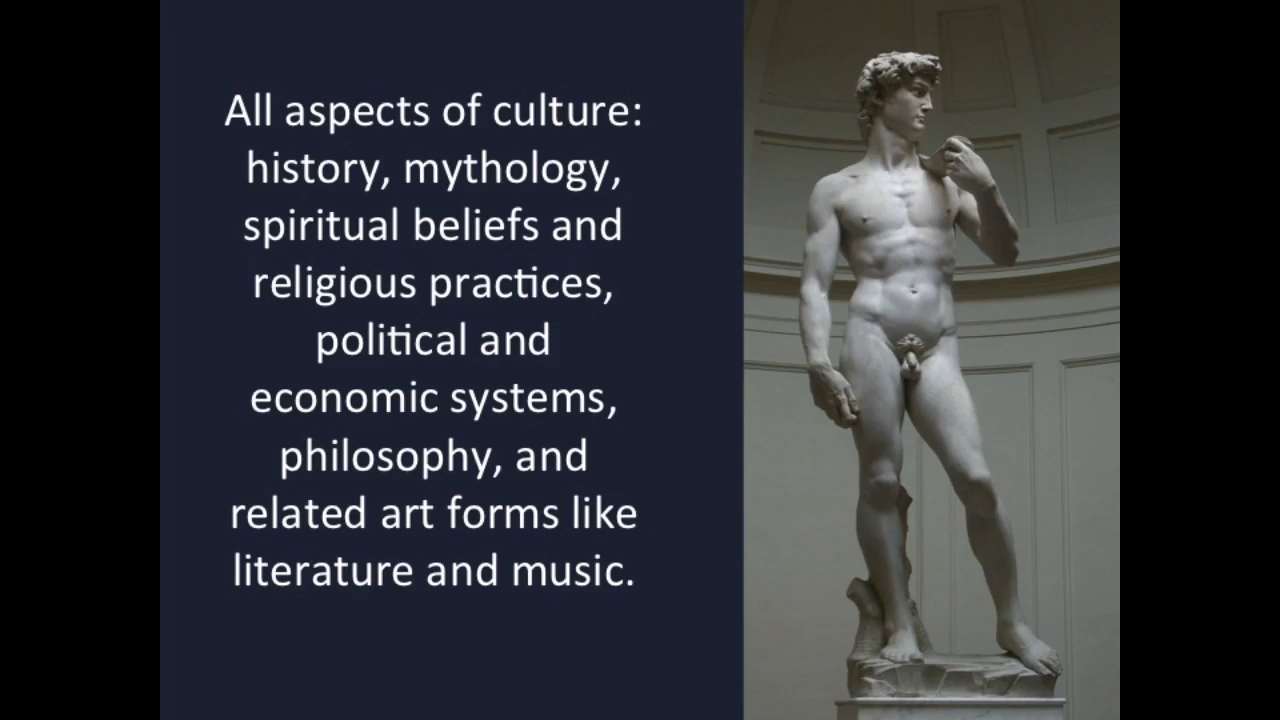 All aspects of culture:
history, mythology,
spiritual beliefs and
religious practices,
political and
economic systems,
philosophy, and
related art forms like
literature and music.